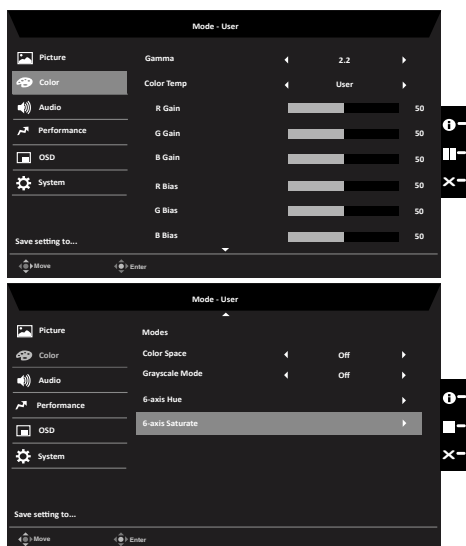 Mode - User
Picture
Gamma 2.2
Color
Color Temp User
Audio
R Gain 50
Performance
G Gain 50
OSD
B Gain 50
System
R Bias 50
G Bias 50
B Bias 50
Save setting to...
Move Enter
Mode - User
Picture
Modes
Color
Color Space Off
Audio
Grayscale Mode Off
Performance
6-axis Hue
OSD
6-axis Saturate
System
Save setting to...
Move Enter